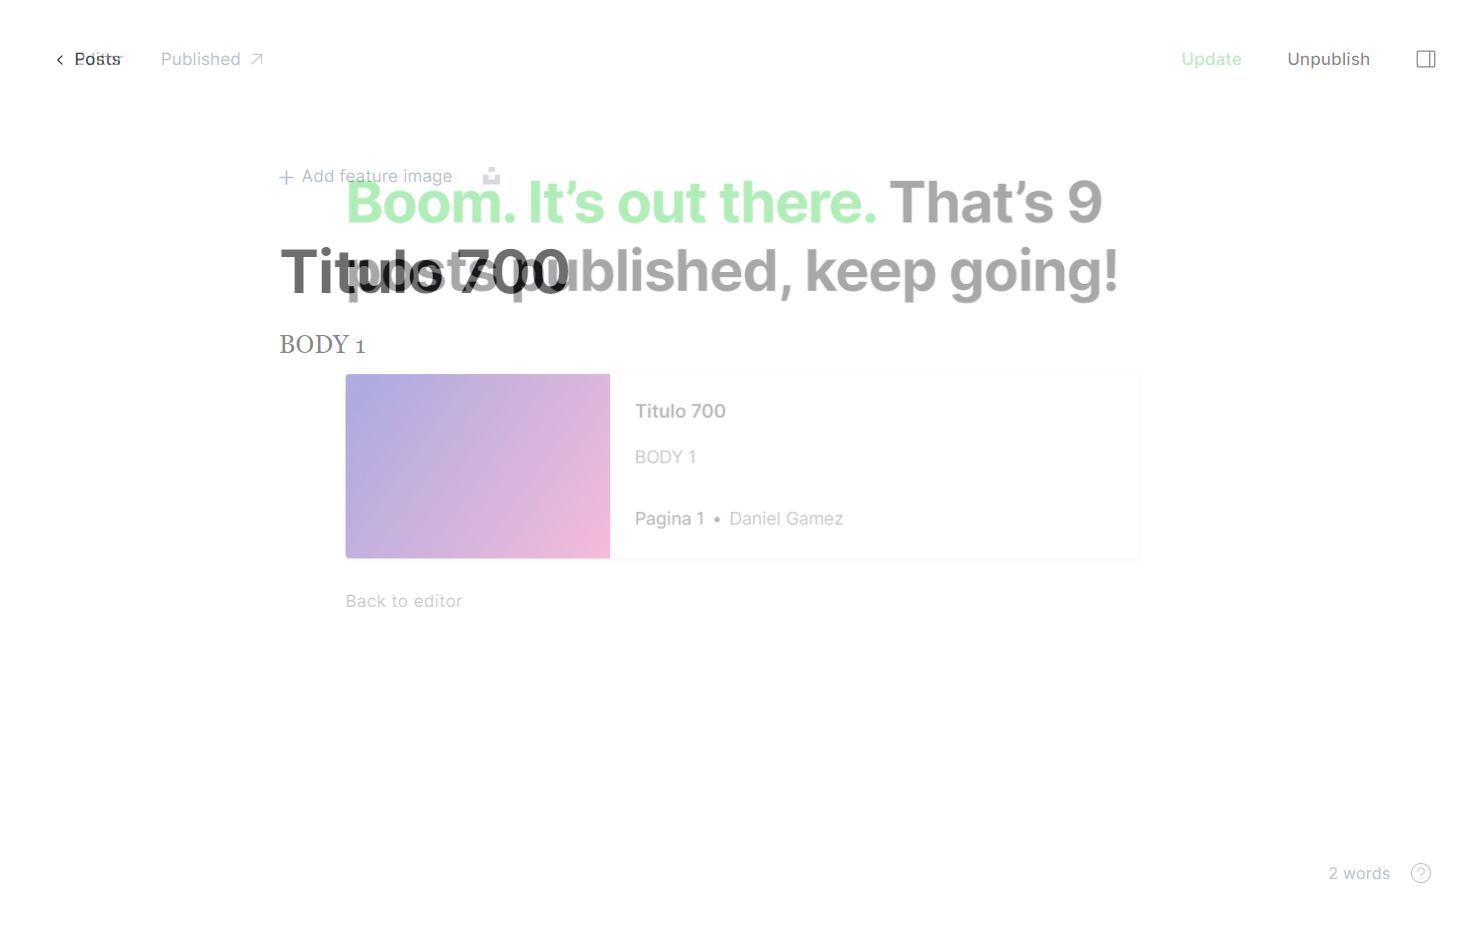 Posts
Editor
Published
Update
Unpublish
Add feature image
Boom. It’s out there. That’s 9
posts published, keep going!
Titulo 700
BODY 1
Titulo 700
BODY 1
Pagina 1 • Daniel Gamez
Back to editor
2 words